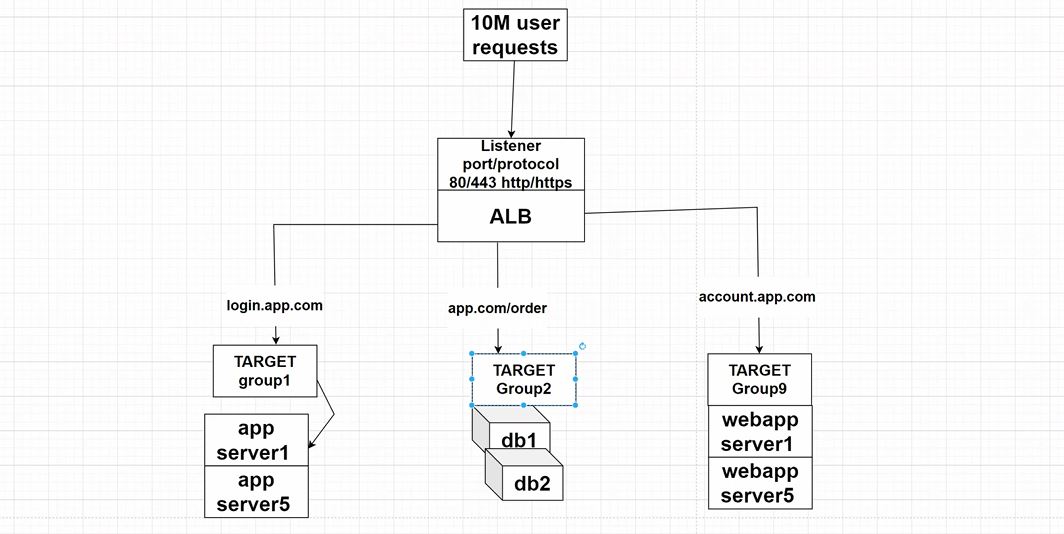 10M user
requests
Listener
port/protocol
80/443 http/https
ALB
login.app.com
app.com/order
account.app.com
TARGET
group1
TARGET
Group2
TARGET
Group9
app
server1
app
server5
db1
db2
webapp
server1
webapp
server5